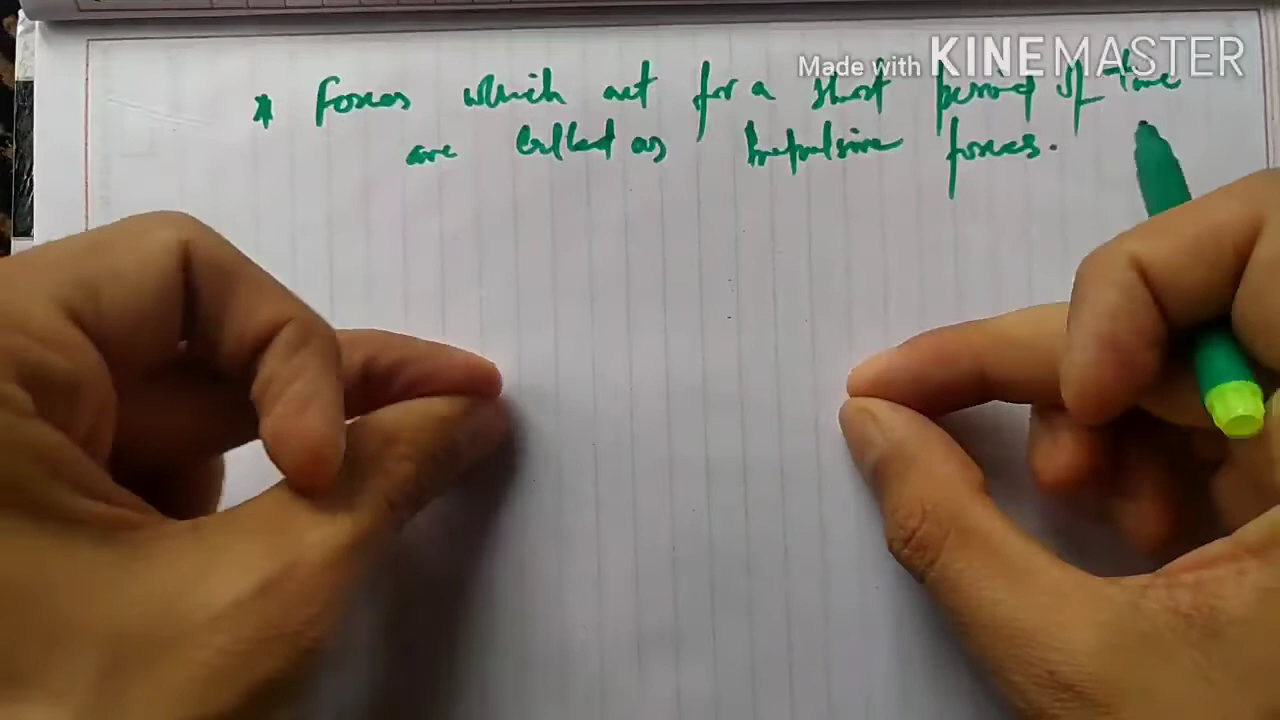 Made with KINEMASTER
* forces which act for a short period of time
are called as Impulsive forces.